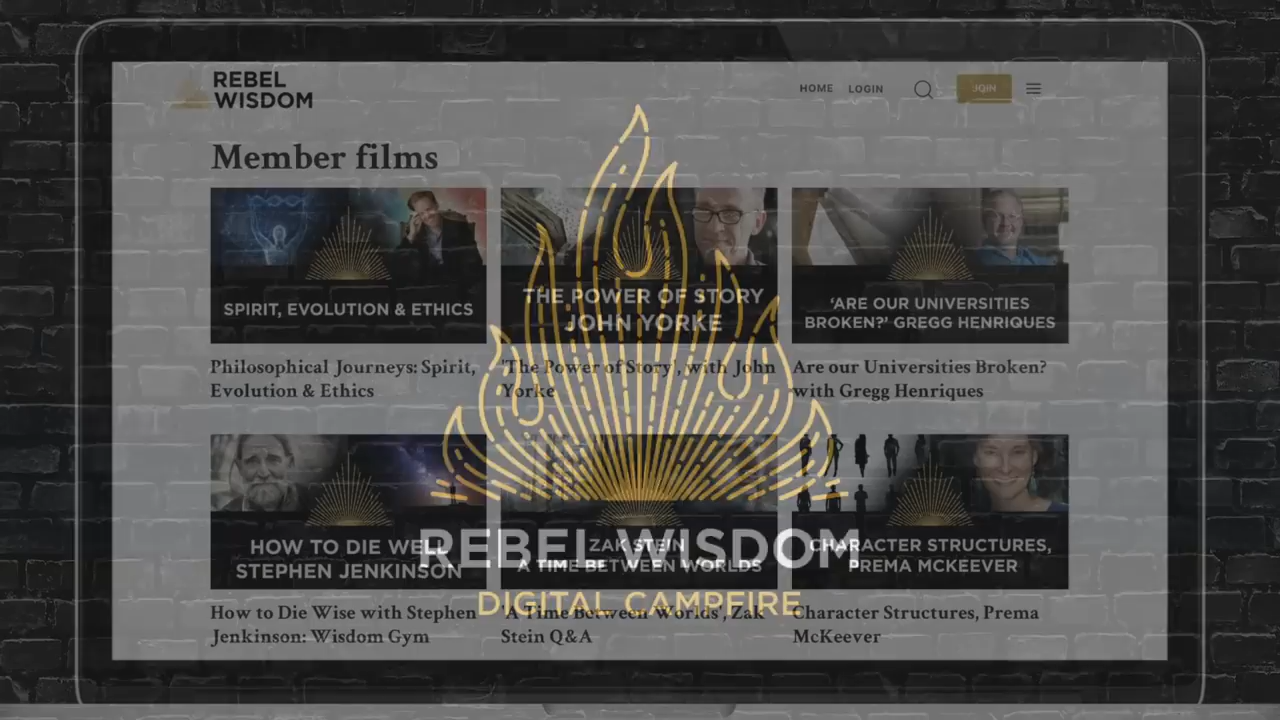 REBEL
WISDOM
HOME
LOGIN
JOIN
Member films
SPIRIT, EVOLUTION & ETHICS
THE POWER OF STORY
JOHN YORKE
‘ARE OUR UNIVERSITIES
BROKEN?’ GREGG HENRIQUES
Philosophical Journeys: Spirit,
Evolution & Ethics
'The Power of Story', with John
Yorke
Are our Universities Broken?
with Gregg Henriques
HOW TO DIE WELL
STEPHEN JENKINSON
ZAK STEIN
A TIME BETWEEN WORLDS
CHARACTER STRUCTURES,
PREMA MCKEEVER
REBEL WISDOM
DIGITAL CAMPFIRE
How to Die Wise with Stephen
Jenkinson: Wisdom Gym
'A Time Between Worlds', Zak
Stein Q&A
Character Structures, Prema
McKeever